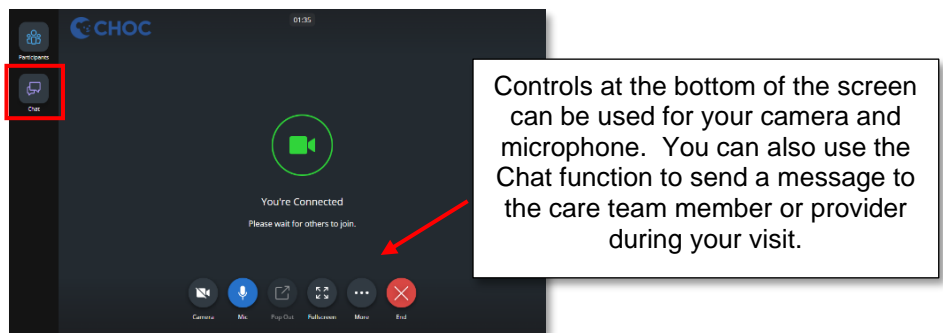 CHOC
01:35
Participants
Chat
You're Connected
Please wait for others to join.
Camera
Mic
Pop Out
Fullscreen
More
End
Controls at the bottom of the screen
can be used for your camera and
microphone.  You can also use the
Chat function to send a message to
the care team member or provider
during your visit.